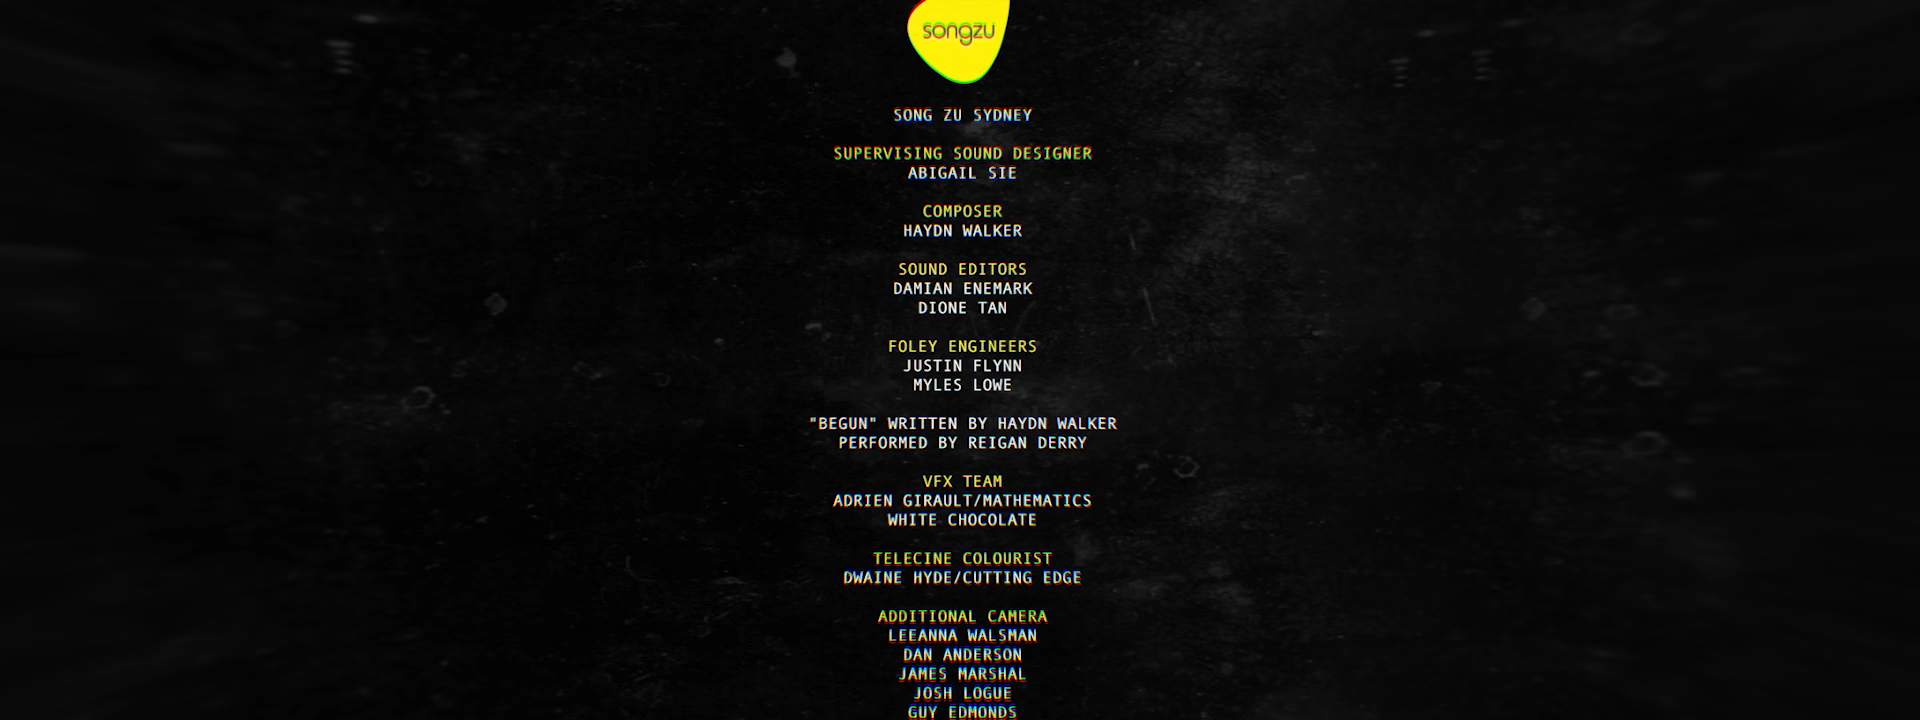 songzu
SONG ZU SYDNEY
SUPERVISING SOUND DESIGNER
ABIGAIL SIE
COMPOSER
HAYDN WALKER
SOUND EDITORS
DAMIAN ENEMARK
DIONE TAN
FOLEY ENGINEERS
JUSTIN FLYNN
MYLES LOWE
"BEGUN" WRITTEN BY HAYDN WALKER
PERFORMED BY REIGAN DERRY
VFX TEAM
ADRIEN GIRAULT/MATHEMATICS
WHITE CHOCOLATE
TELECINE COLOURIST
DWAINE HYDE/CUTTING EDGE
ADDITIONAL CAMERA
LEEANNA WALSMAN
DAN ANDERSON
JAMES MARSHAL
JOSH LOGUE
GUY EDMONDS